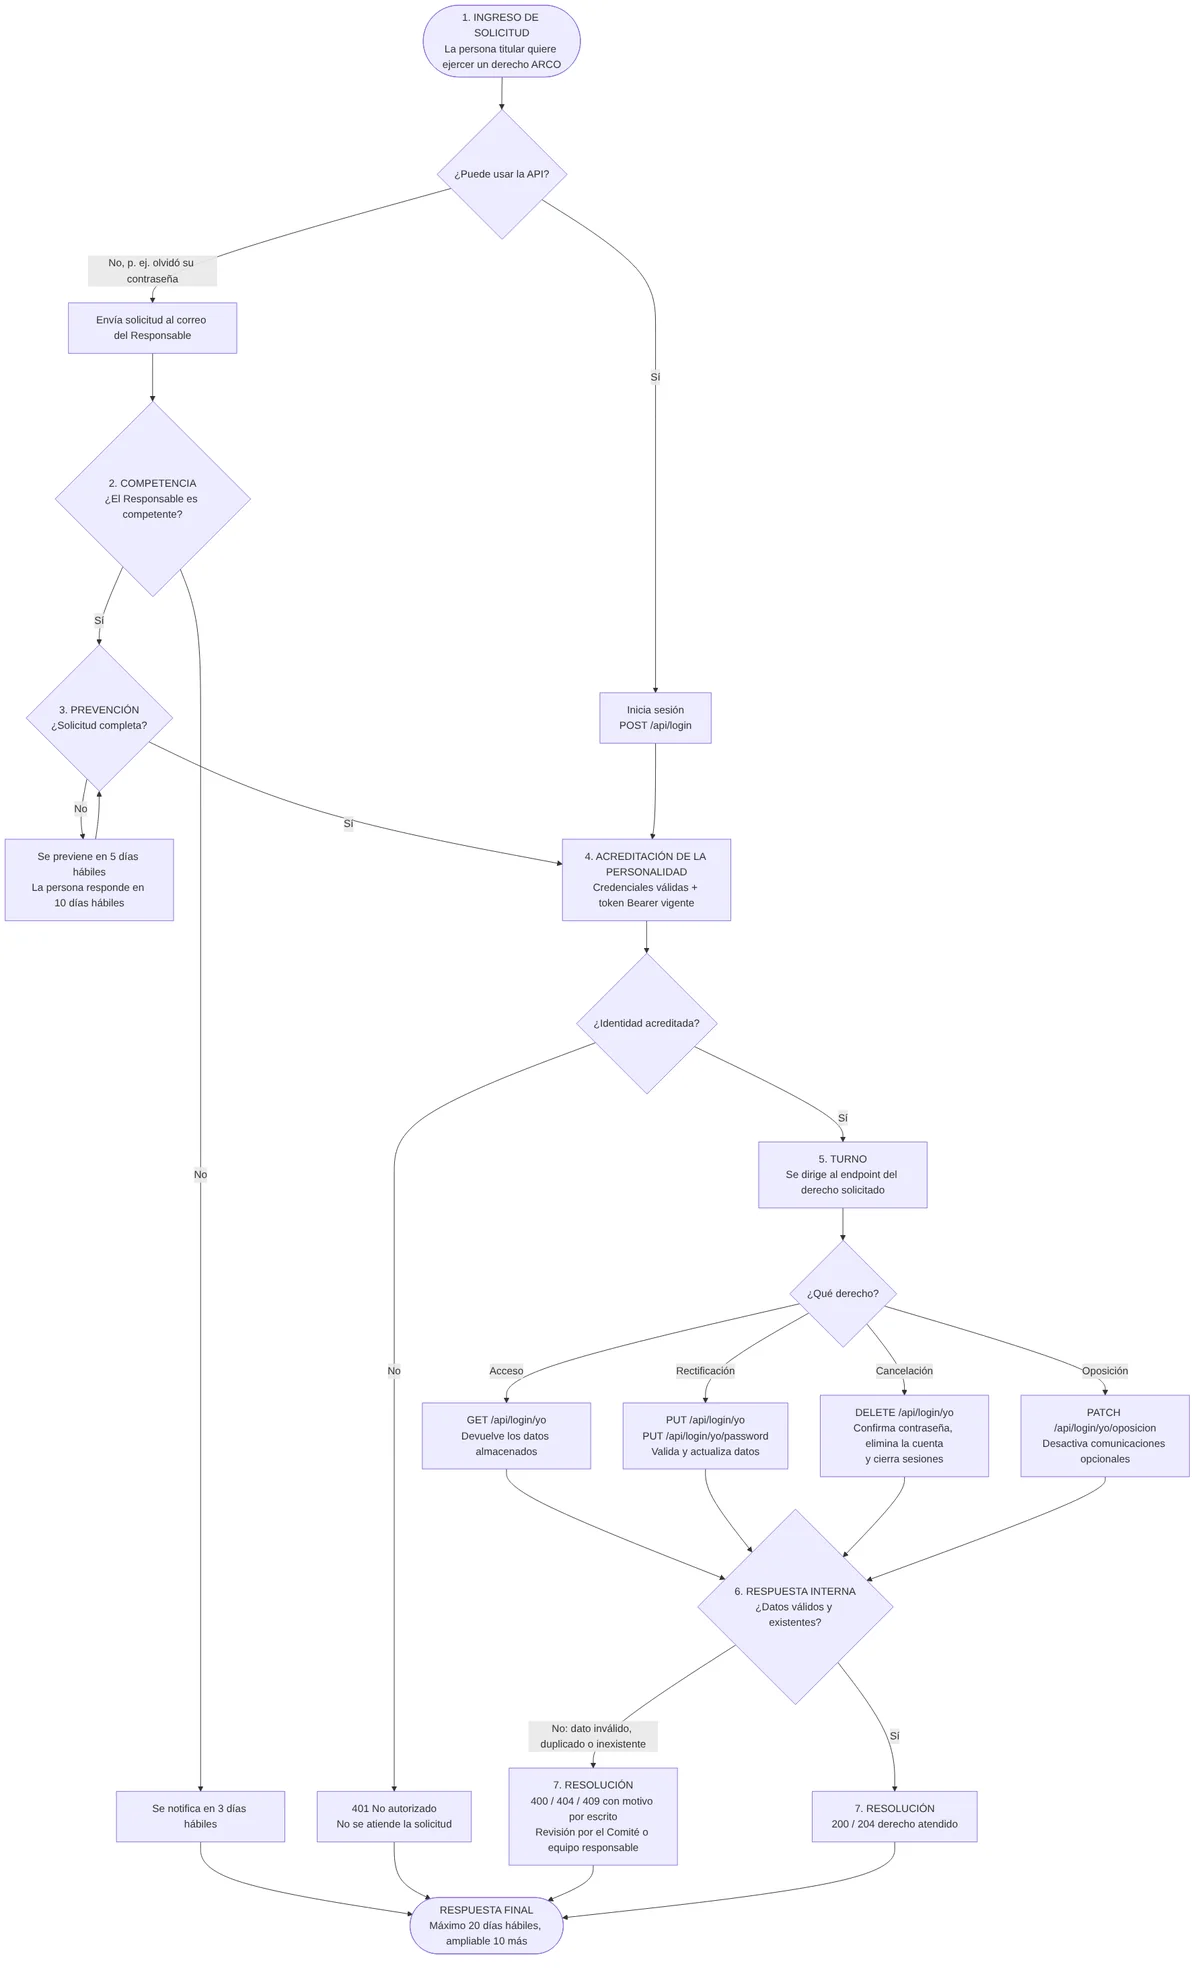 1. INGRESO DE
SOLICITUD
La persona titular quiere
ejercer un derecho ARCO
¿Puede usar la API?
No, p. ej. olvidó su
contraseña
Envía solicitud al correo
del Responsable
Sí
2. COMPETENCIA
¿El Responsable es
competente?
Sí
3. PREVENCIÓN
¿Solicitud completa?
Inicia sesión
POST /api/login
No
Sí
Se previene en 5 días
hábiles
La persona responde en
10 días hábiles
4. ACREDITACIÓN DE LA
PERSONALIDAD
Credenciales válidas +
token Bearer vigente
¿Identidad acreditada?
Sí
No
5. TURNO
Se dirige al endpoint del
derecho solicitado
¿Qué derecho?
No
Acceso
Rectificación
Cancelación
Oposición
GET /api/login/yo
Devuelve los datos
almacenados
PUT /api/login/yo
PUT /api/login/yo/password
Valida y actualiza datos
DELETE /api/login/yo
Confirma contraseña,
elimina la cuenta
y cierra sesiones
PATCH
/api/login/yo/oposicion
Desactiva comunicaciones
opcionales
6. RESPUESTA INTERNA
¿Datos válidos y
existentes?
No: dato inválido,
duplicado o inexistente
Sí
Se notifica en 3 días
hábiles
401 No autorizado
No se atiende la solicitud
7. RESOLUCIÓN
400 / 404 / 409 con motivo
por escrito
Revisión por el Comité o
equipo responsable
7. RESOLUCIÓN
200 / 204 derecho atendido
RESPUESTA FINAL
Máximo 20 días hábiles,
ampliable 10 más